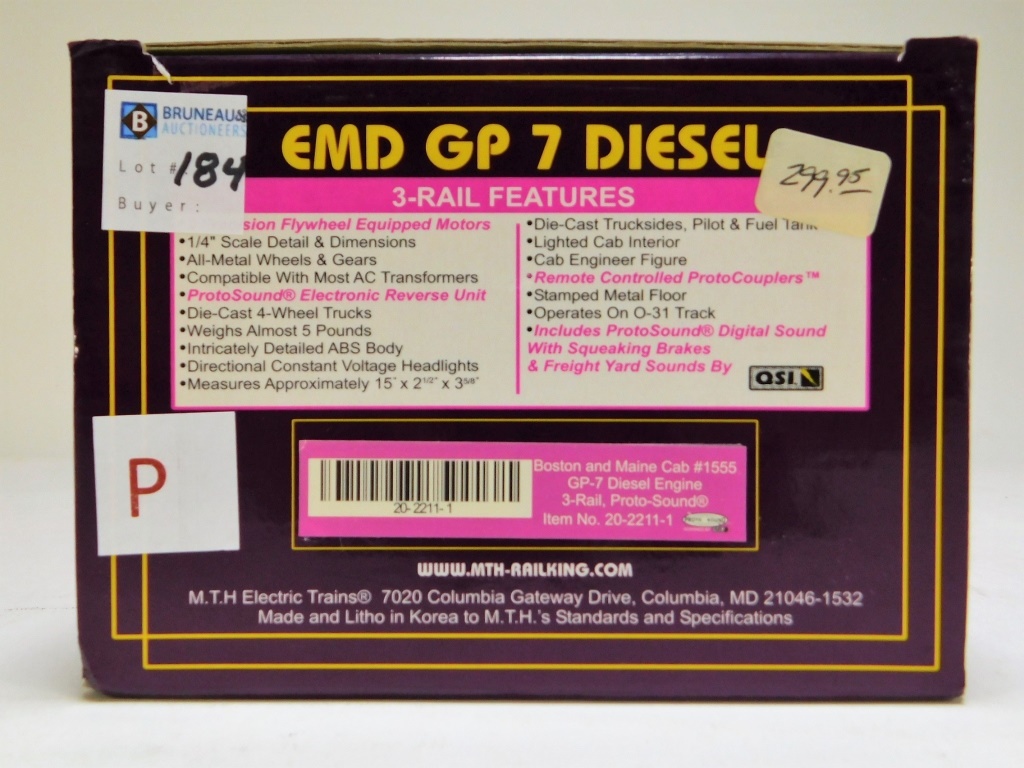 BRUNEAU&
AUCTIONEERS
Lot # 184
Buyer:
EMD GP 7 DIESEL
299.95
3-RAIL FEATURES
Flywheel Equipped Motors
•1/4" Scale Detail & Dimensions
•All-Metal Wheels & Gears
•Compatible With Most AC Transformers
•ProtoSound® Electronic Reverse Unit
•Die-Cast 4-Wheel Trucks
•Weighs Almost 5 Pounds
•Intricately Detailed ABS Body
•Directional Constant Voltage Headlights
•Measures Approximately 15" x 2 1/2" x 3 5/8"
•Die-Cast Trucksides, Pilot & Fuel Tank
•Lighted Cab Interior
•Cab Engineer Figure
•Remote Controlled ProtoCouplers™
•Stamped Metal Floor
•Operates On O-31 Track
•Includes ProtoSound® Digital Sound
With Squeaking Brakes
& Freight Yard Sounds By
QSI
P
20-2211-1
Boston and Maine Cab #1555
GP-7 Diesel Engine
3-Rail, Proto-Sound®
Item No. 20-2211-1
WWW.MTH-RAILKING.COM
M.T.H Electric Trains® 7020 Columbia Gateway Drive, Columbia, MD 21046-1532
Made and Litho in Korea to M.T.H.'s Standards and Specifications